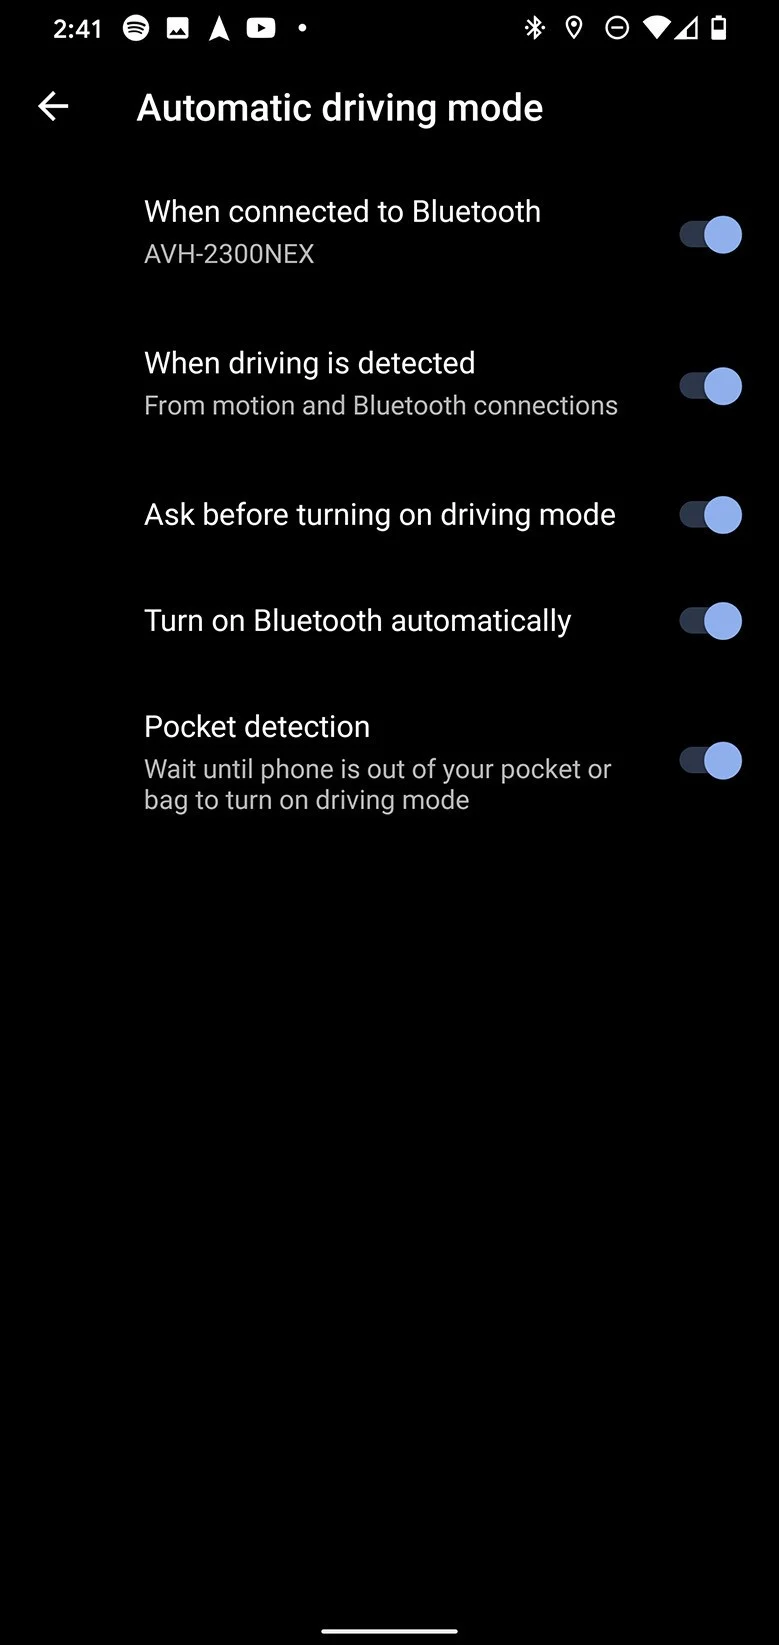 2:41
Automatic driving mode
When connected to Bluetooth
AVH-2300NEX
When driving is detected
From motion and Bluetooth connections
Ask before turning on driving mode
Turn on Bluetooth automatically
Pocket detection
Wait until phone is out of your pocket or
bag to turn on driving mode